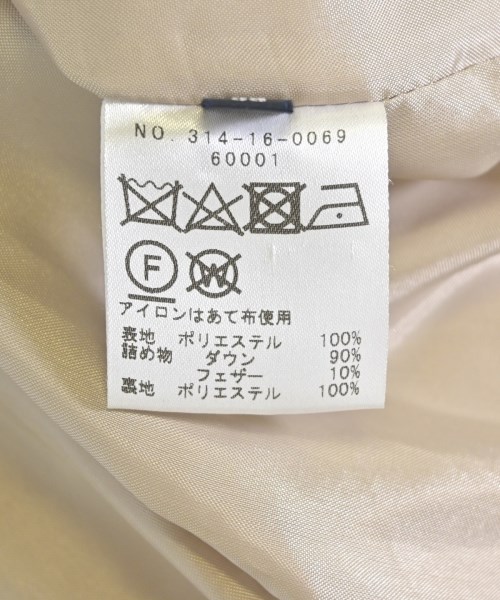 NO. 314-16-0069
60001
F W
アイロンはあて布使用
表地 ポリエステル 100%
詰め物 ダウン 90%
フェザー 10%
裏地 ポリエステル 100%